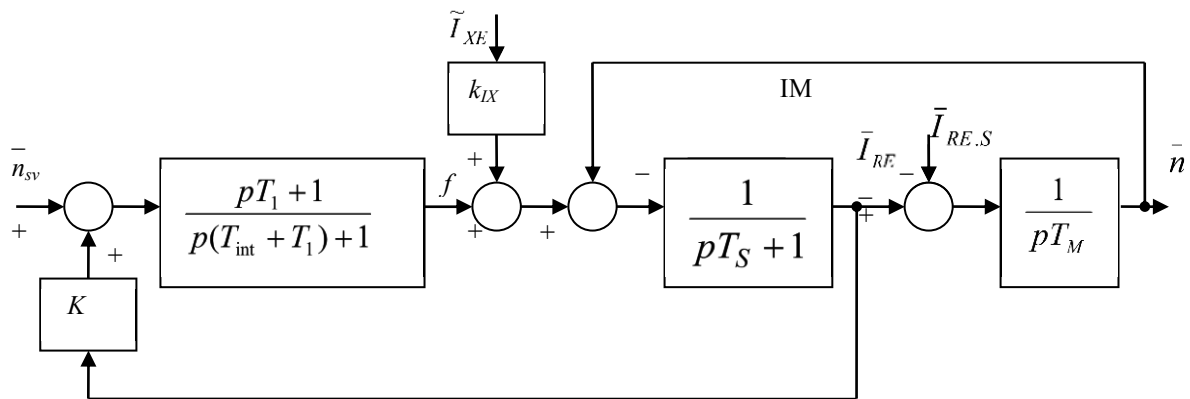 Ĩ_XE
k_IX
IM
n̄_sv
Ī_RE
Ī_RE.S
n̄
+
+
pT_1 + 1
p(T_int + T_1) + 1
f
+
+
+
−
1
pT_S + 1
+
−
−
1
pT_M
K